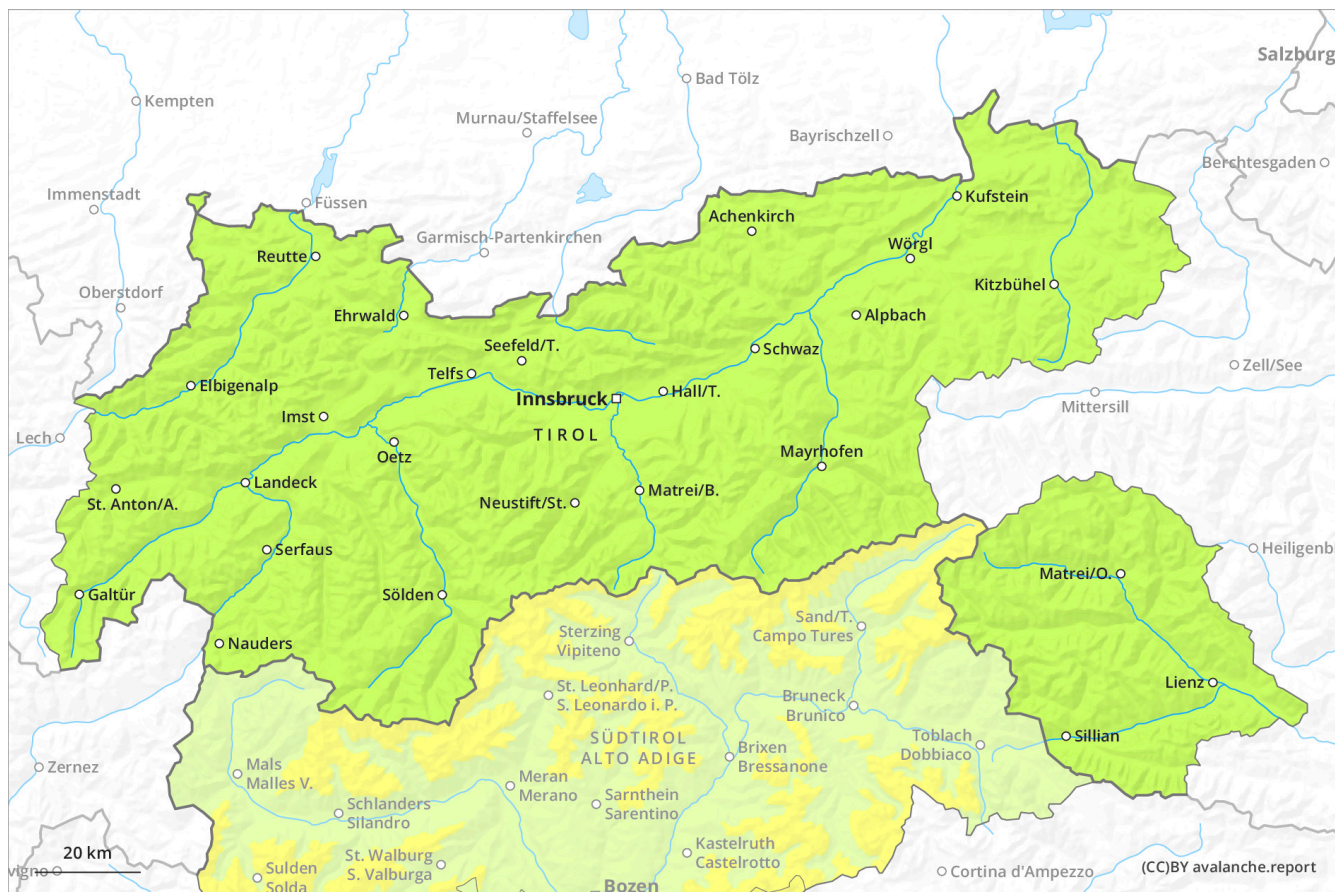 Salzburg
Bad Tölz
Kempten
Murnau/Staffelsee
Bayrischzell
Berchtesgaden
Immenstadt
Füssen
Kufstein
Achenkirch
Garmisch-Partenkirchen
Wörgl
Reutte
Kitzbühel
Oberstdorf
Ehrwald
Alpbach
Seefeld/T.
Schwaz
Zell/See
Telfs
Elbigenalp
Hall/T.
Innsbruck
Mittersill
Imst
TIROL
Lech
Oetz
Mayrhofen
Landeck
Matrei/B.
St. Anton/A.
Neustift/St.
Serfaus
Heiligenb
Matrei/O.
Galtür
Sölden
Sand/T.
Campo Tures
Sterzing
Vipiteno
Nauders
Lienz
St. Leonhard/P.
S. Leonardo i. P.
Bruneck
Brunico
Toblach
Dobbiaco
Sillian
SÜDTIROL
ALTO ADIGE
Brixen
Bressanone
Zernez
Mals
Malles V.
Meran
Merano
Sarnthein
Sarentino
Schlanders
Silandro
Kastelruth
Castelrotto
20 km
St. Walburg
S. Valburga
vigno
Sulden
Solda
Cortina d'Ampezzo
(CC)BY avalanche.report
Bozen